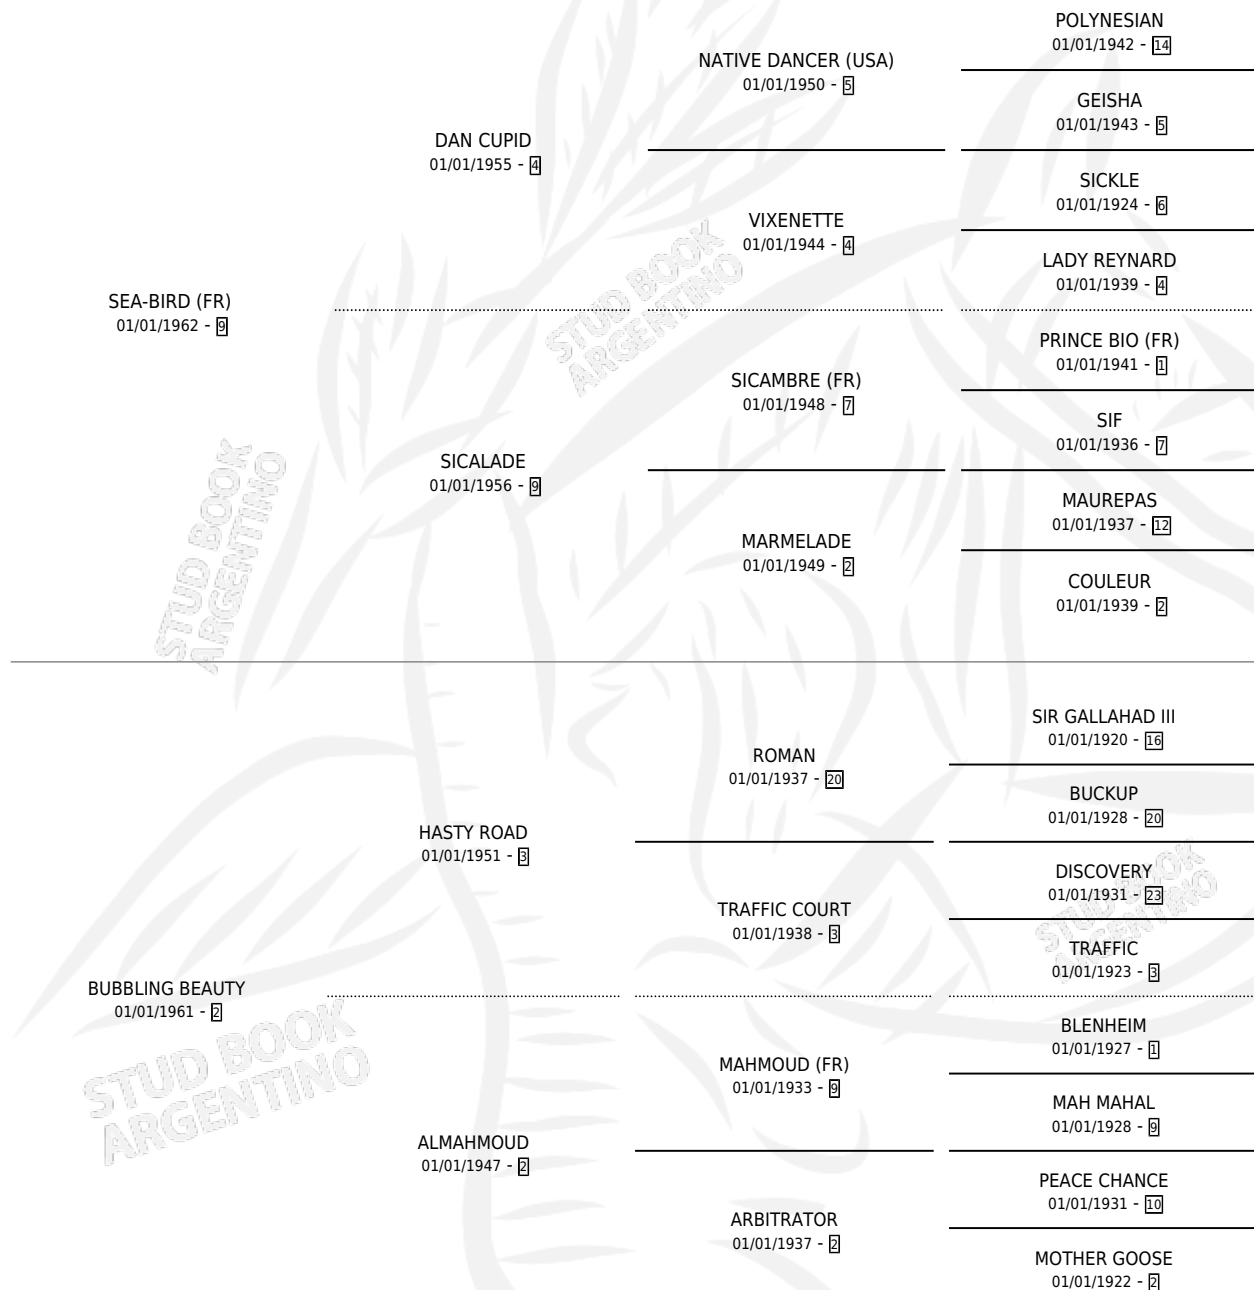 POLYNESIAN
01/01/1942 - 14
NATIVE DANCER (USA)
01/01/1950 - 5
GEISHA
01/01/1943 - 5
DAN CUPID
01/01/1955 - 4
SICKLE
01/01/1924 - 6
VIXENETTE
01/01/1944 - 4
LADY REYNARD
01/01/1939 - 4
SEA-BIRD (FR)
01/01/1962 - 9
PRINCE BIO (FR)
01/01/1941 - 1
SICAMBRE (FR)
01/01/1948 - 7
SIF
01/01/1936 - 7
SICALADE
01/01/1956 - 9
MAUREPAS
01/01/1937 - 12
MARMELADE
01/01/1949 - 2
COULEUR
01/01/1939 - 2
SIR GALLAHAD III
01/01/1920 - 16
ROMAN
01/01/1937 - 20
BUCKUP
01/01/1928 - 20
HASTY ROAD
01/01/1951 - 3
DISCOVERY
01/01/1931 - 23
TRAFFIC COURT
01/01/1938 - 3
TRAFFIC
01/01/1923 - 3
BUBBLING BEAUTY
01/01/1961 - 2
BLENHEIM
01/01/1927 - 1
MAHMOUD (FR)
01/01/1933 - 9
MAH MAHAL
01/01/1928 - 9
ALMAHMOUD
01/01/1947 - 2
PEACE CHANCE
01/01/1931 - 10
ARBITRATOR
01/01/1937 - 2
MOTHER GOOSE
01/01/1922 - 2
STUD BOOK
ARGENTINO
STUD BOOK
ARGENTINO
STUD BOOK
ARGENTINO
STUD BOOK
ARGENTINO